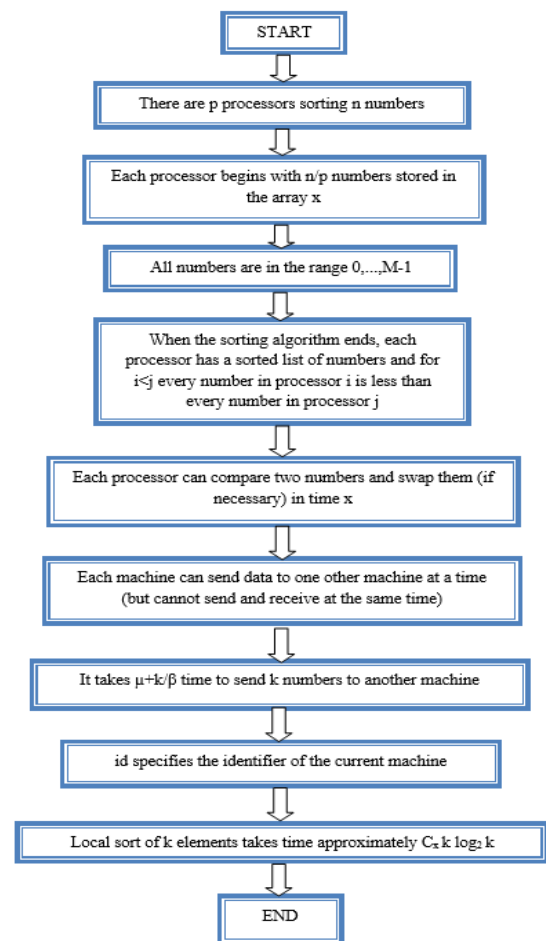 START
There are p processors sorting n numbers
Each processor begins with n/p numbers stored in
the array x
All numbers are in the range 0,...,M-1
When the sorting algorithm ends, each
processor has a sorted list of numbers and for
i<j every number in processor i is less than
every number in processor j
Each processor can compare two numbers and swap them (if
necessary) in time x
Each machine can send data to one other machine at a time
(but cannot send and receive at the same time)
It takes μ+k/β time to send k numbers to another machine
id specifies the identifier of the current machine
Local sort of k elements takes time approximately Cₓ k log₂ k
END